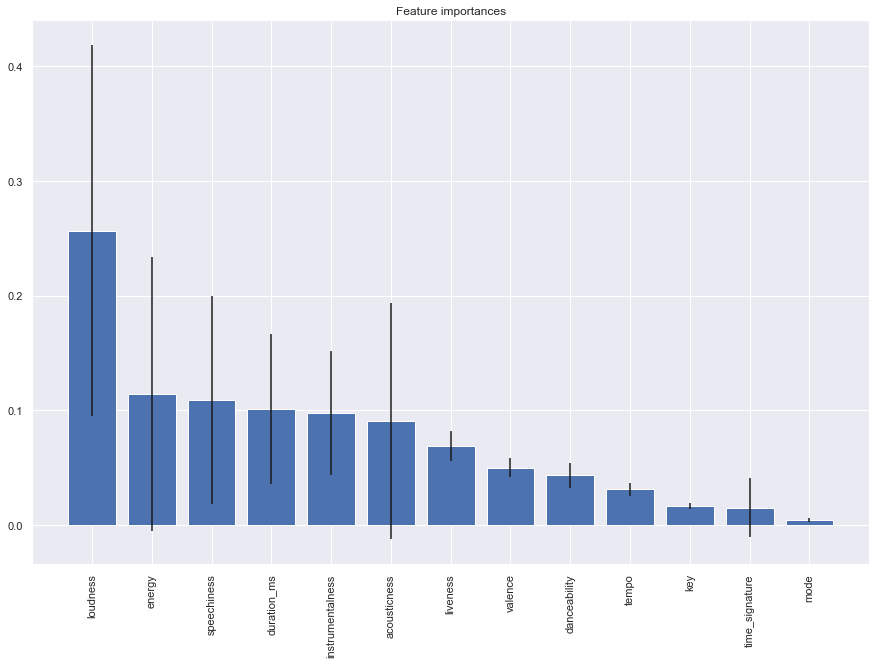 Feature importances
0.4
0.3
0.2
0.1
0.0
loudness
energy
speechiness
duration_ms
instrumentalness
acousticness
liveness
valence
danceability
tempo
key
time_signature
mode